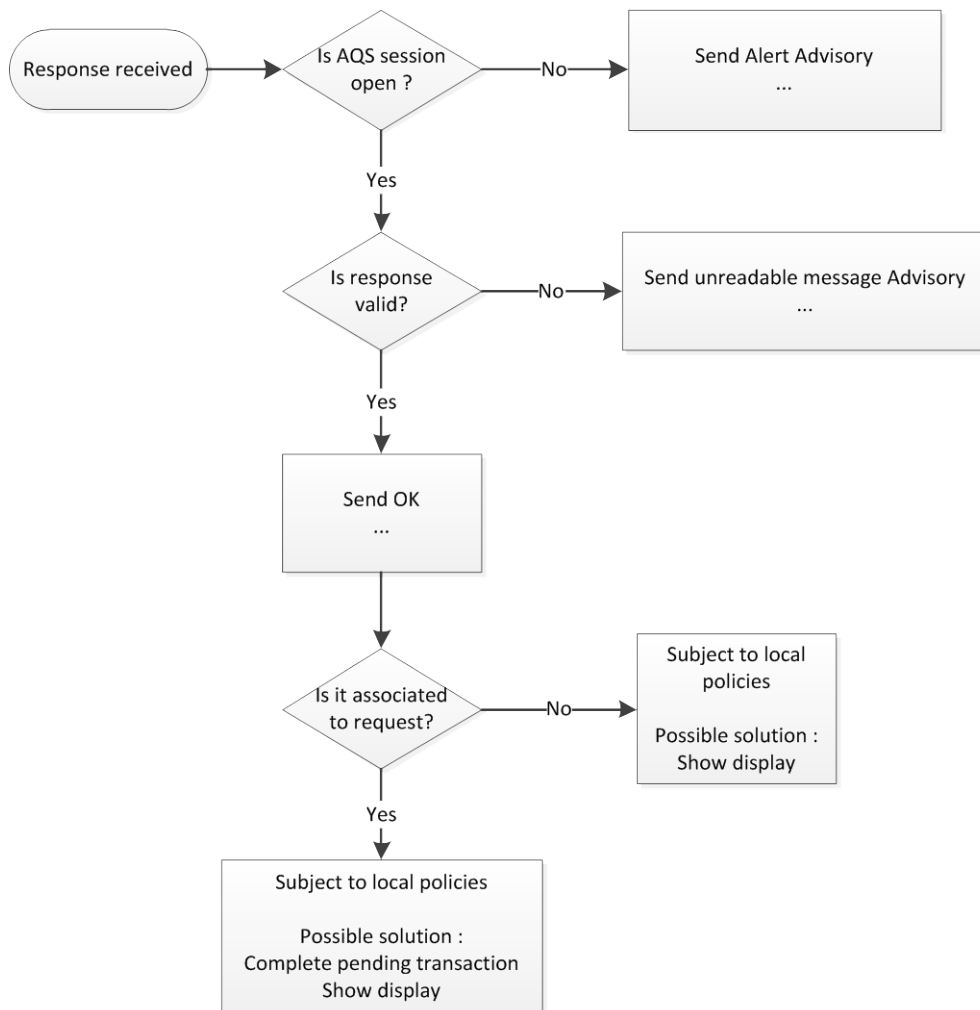 Response received
Is AQS session
open ?
No
Send Alert Advisory
...
Yes
Is response
valid?
No
Send unreadable message Advisory
...
Yes
Send OK
...
Is it associated
to request?
No
Subject to local
policies
Possible solution :
Show display
Yes
Subject to local policies
Possible solution :
Complete pending transaction
Show display